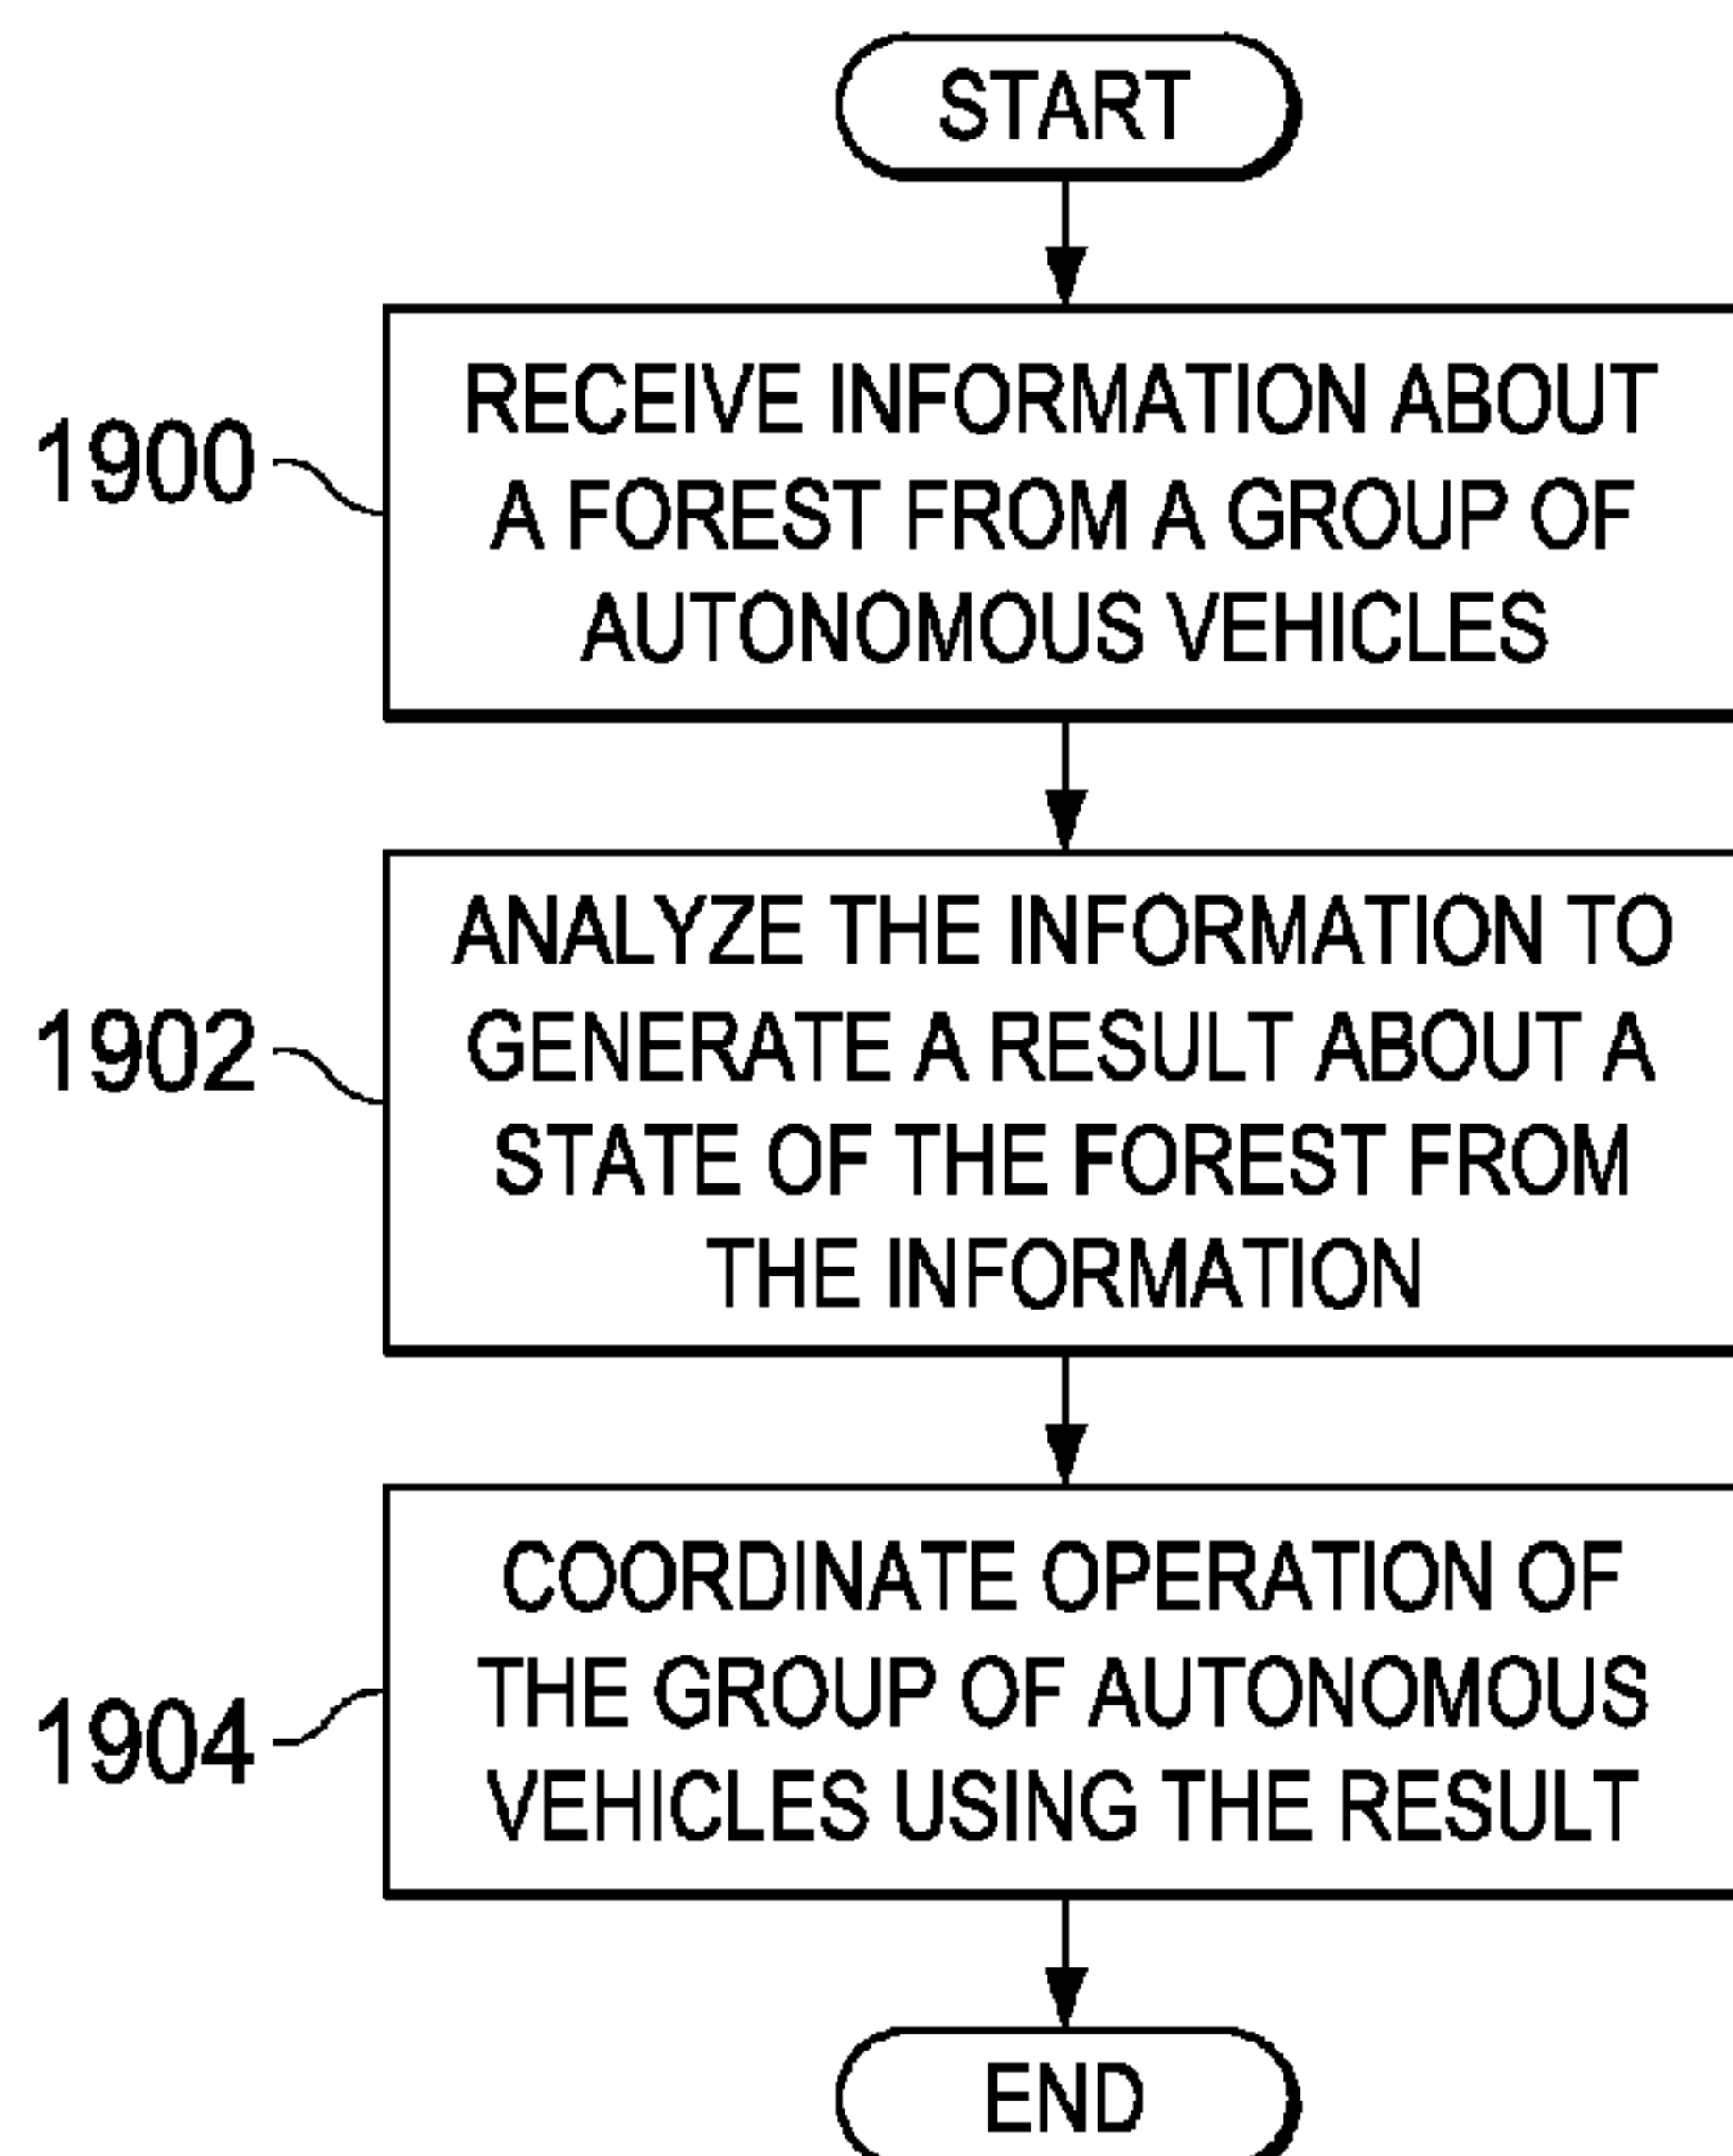 START
1900
RECEIVE INFORMATION ABOUT
A FOREST FROM A GROUP OF
AUTONOMOUS VEHICLES
1902
ANALYZE THE INFORMATION TO
GENERATE A RESULT ABOUT A
STATE OF THE FOREST FROM
THE INFORMATION
1904
COORDINATE OPERATION OF
THE GROUP OF AUTONOMOUS
VEHICLES USING THE RESULT
END